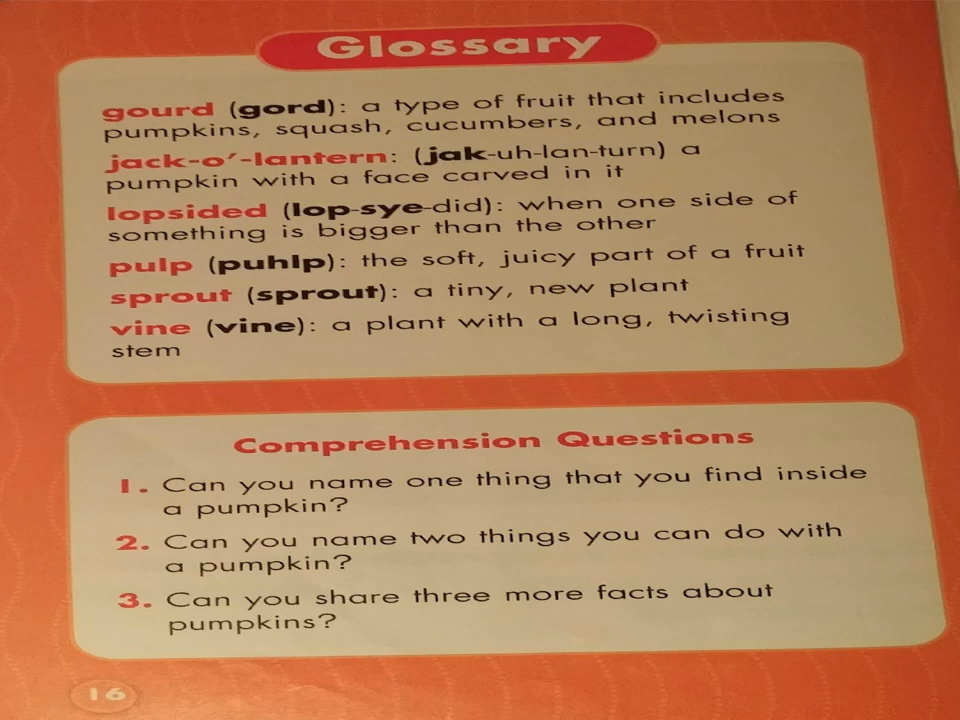 Glossary
gourd (gord): a type of fruit that includes
pumpkins, squash, cucumbers, and melons
jack-o'-lantern: (jak-uh-lan-turn) a
pumpkin with a face carved in it
lopsided (lop-sye-did): when one side of
something is bigger than the other
pulp (puhlp): the soft, juicy part of a fruit
sprout (sprout): a tiny, new plant
vine (vine): a plant with a long, twisting
stem
Comprehension Questions
1. Can you name one thing that you find inside
a pumpkin?
2. Can you name two things you can do with
a pumpkin?
3. Can you share three more facts about
pumpkins?
16